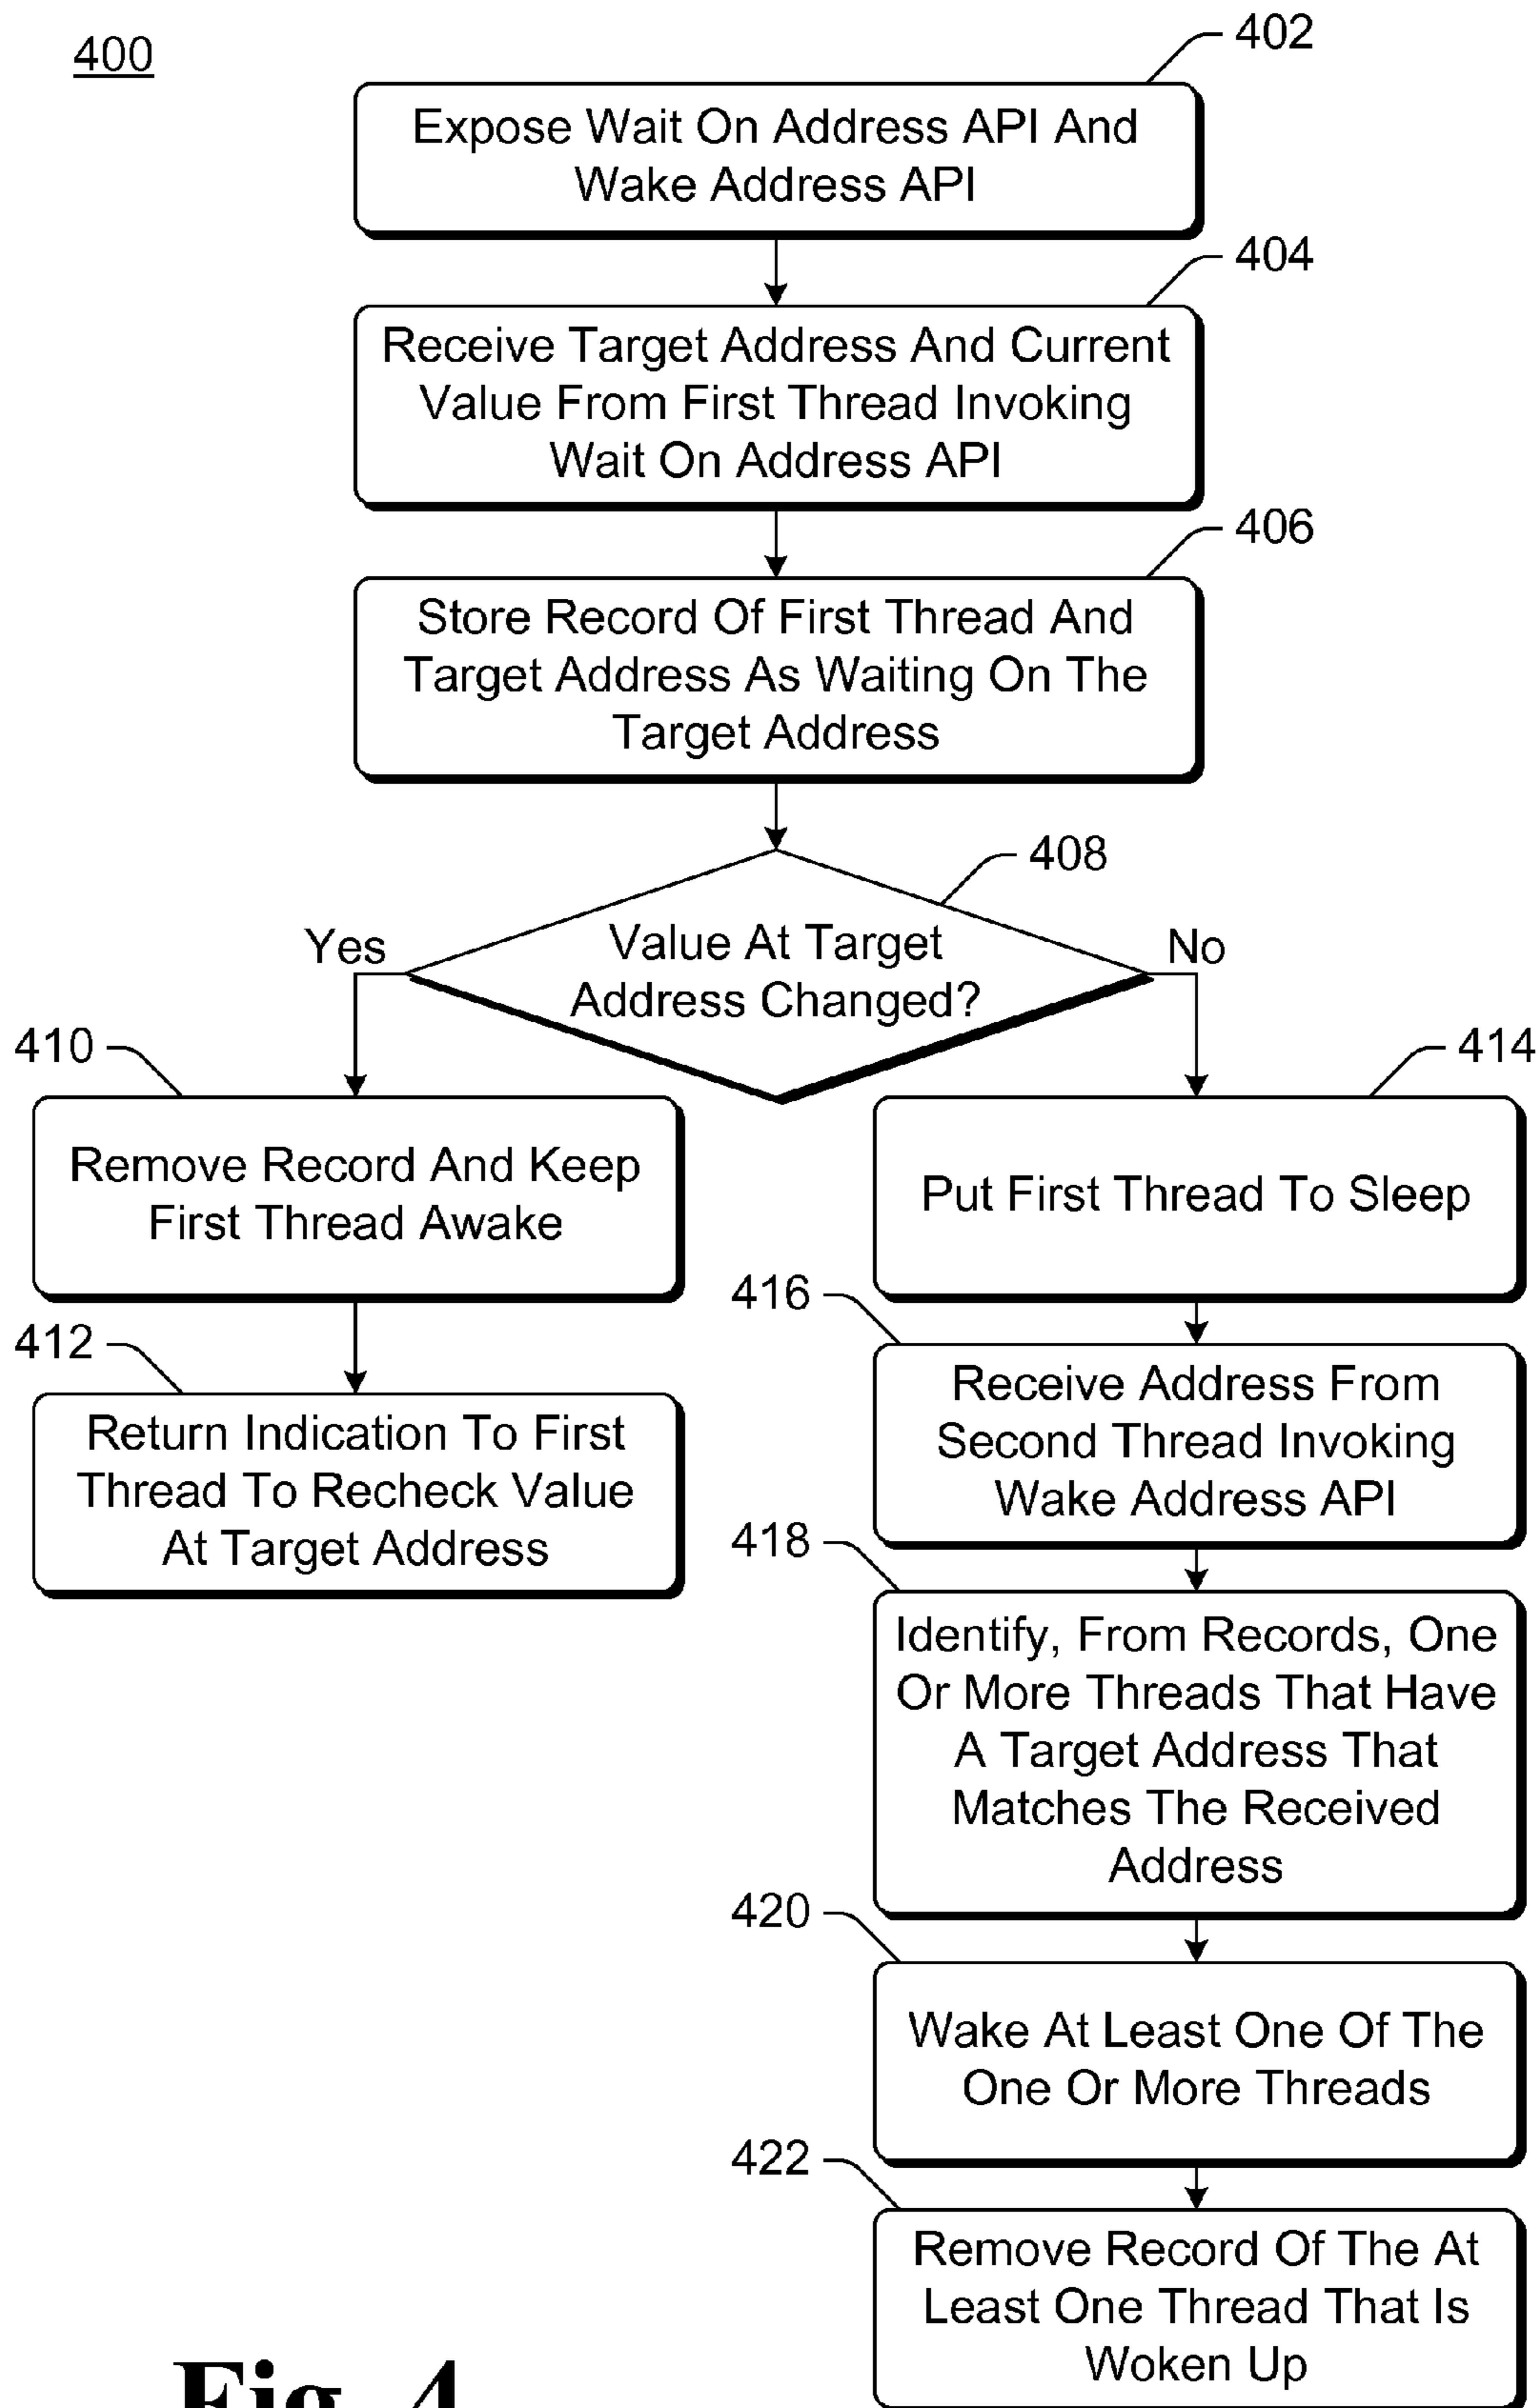 400
402
Expose Wait On Address API And
Wake Address API
404
Receive Target Address And Current
Value From First Thread Invoking
Wait On Address API
406
Store Record Of First Thread And
Target Address As Waiting On The
Target Address
408
Value At Target
Address Changed?
Yes
No
410
Remove Record And Keep
First Thread Awake
412
Return Indication To First
Thread To Recheck Value
At Target Address
414
Put First Thread To Sleep
416
Receive Address From
Second Thread Invoking
Wake Address API
418
Identify, From Records, One
Or More Threads That Have
A Target Address That
Matches The Received
Address
420
Wake At Least One Of The
One Or More Threads
422
Remove Record Of The At
Least One Thread That Is
Woken Up
Fig. 4